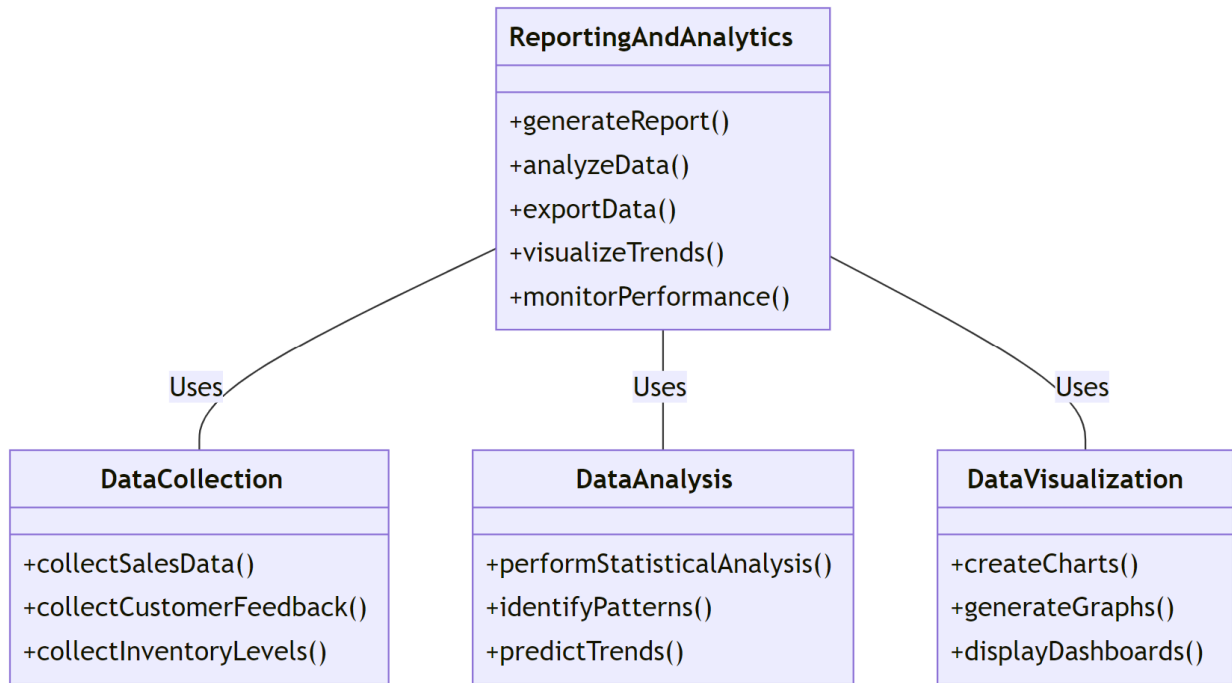 ReportingAndAnalytics
+generateReport()
+analyzeData()
+exportData()
+visualizeTrends()
+monitorPerformance()
Uses
Uses
Uses
DataCollection
+collectSalesData()
+collectCustomerFeedback()
+collectInventoryLevels()
DataAnalysis
+performStatisticalAnalysis()
+identifyPatterns()
+predictTrends()
DataVisualization
+createCharts()
+generateGraphs()
+displayDashboards()